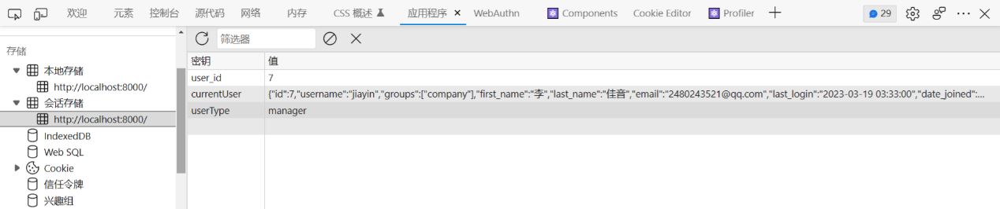 欢迎 元素 控制台 源代码 网络 内存 CSS 概述 应用程序 WebAuthn Components Cookie Editor Profiler 29
存储
筛选器
密钥 值
本地存储
http://localhost:8000/
会话存储
http://localhost:8000/
IndexedDB
Web SQL
Cookie
信任令牌
兴趣组
user_id 7
currentUser {"id":7,"username":"jiayin","groups":["company"],"first_name":"李","last_name":"佳音","email":"2480243521@qq.com","last_login":"2023-03-19 03:33:00","date_joined":...
userType manager